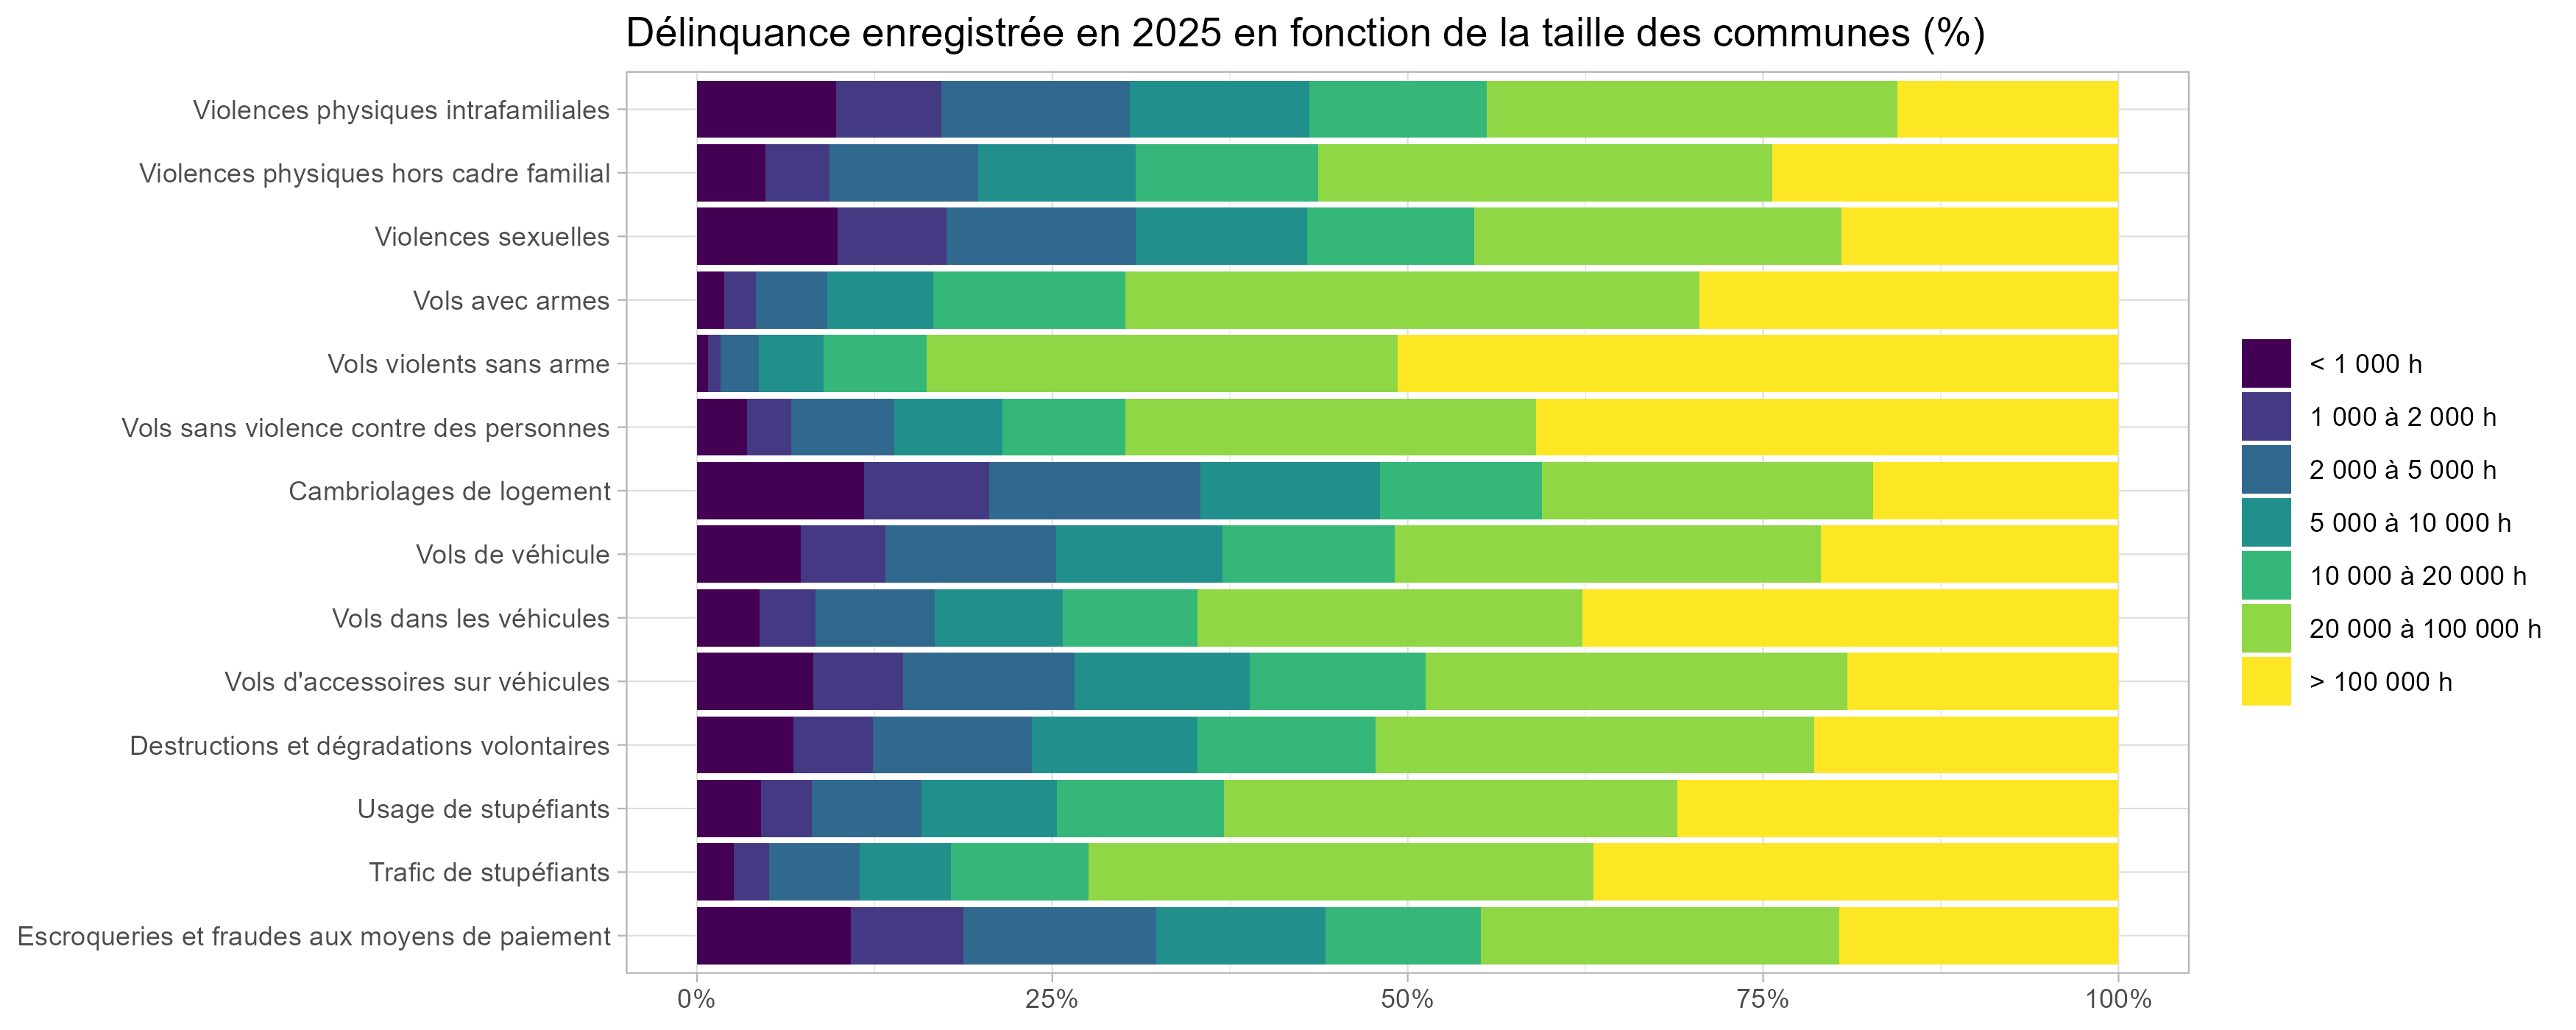 Délinquance enregistrée en 2025 en fonction de la taille des communes (%)
Violences physiques intrafamiliales
Violences physiques hors cadre familial
Violences sexuelles
Vols avec armes
Vols violents sans arme
Vols sans violence contre des personnes
Cambriolages de logement
Vols de véhicule
Vols dans les véhicules
Vols d'accessoires sur véhicules
Destructions et dégradations volontaires
Usage de stupéfiants
Trafic de stupéfiants
Escroqueries et fraudes aux moyens de paiement
0% 25% 50% 75% 100%
< 1 000 h
1 000 à 2 000 h
2 000 à 5 000 h
5 000 à 10 000 h
10 000 à 20 000 h
20 000 à 100 000 h
> 100 000 h